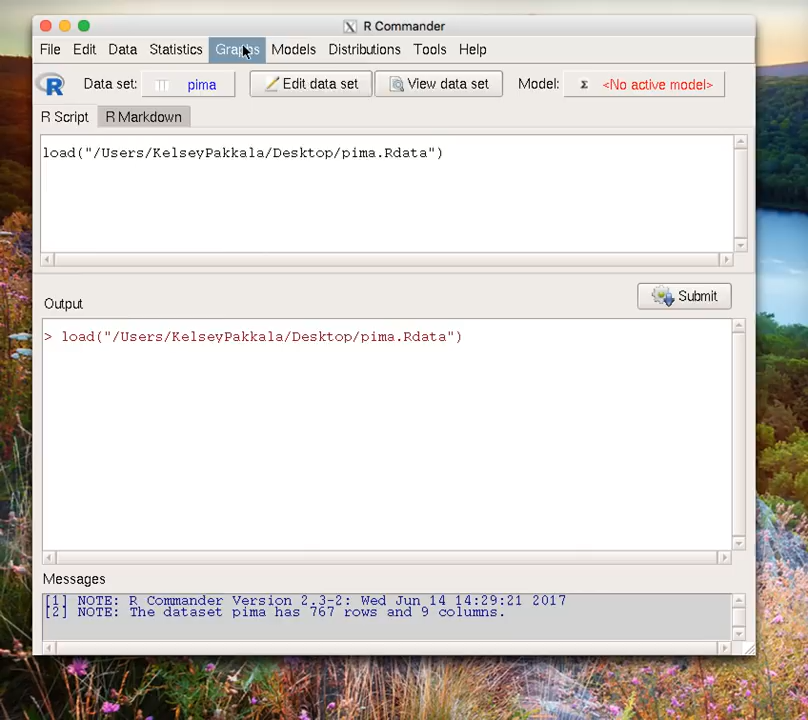 R Commander
File Edit Data Statistics Graphs Models Distributions Tools Help
R Data set: pima Edit data set View data set Model: Σ <No active model>
R Script R Markdown
load("/Users/KelseyPakkala/Desktop/pima.Rdata")
Submit
Output
> load("/Users/KelseyPakkala/Desktop/pima.Rdata")
Messages
[1] NOTE: R Commander Version 2.3-2: Wed Jun 14 14:29:21 2017
[2] NOTE: The dataset pima has 767 rows and 9 columns.